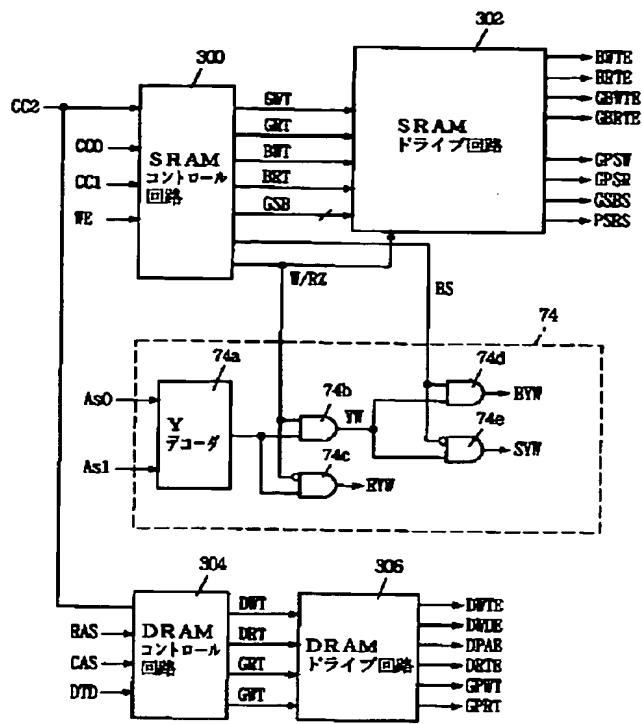 302
300
BWTE
BRTE
GBWTE
GBRTE
CC2
GWT
GRT
CC0
SRAM
コントロール
回路
BWT
SRAM
ドライブ回路
GPSW
CC1
BRT
GPSR
GSBS
WE
GSB
PSBS
W/RZ
BS
74
74a
74d
As0
74b
BYW
Y
デコーダ
YW
74e
As1
74c
SYW
RYW
304
306
DWT
DWTE
DWDE
RAS
DRAM
コントロール
回路
DRT
DRAM
ドライブ回路
DPAE
CAS
GRT
DRTE
DTD
GWT
GPWT
GPRT